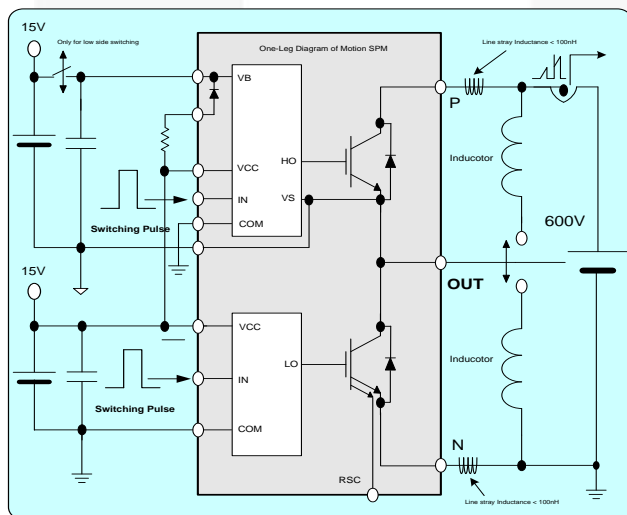 15V
Only for low side switching
One-Leg Diagram of Motion SPM
Line stray Inductance < 100nH
VB
P
Inducotor
VCC
HO
IN
VS
COM
Switching Pulse
600V
15V
OUT
VCC
LO
IN
Inducotor
Switching Pulse
COM
N
RSC
Line stray Inductance < 100nH